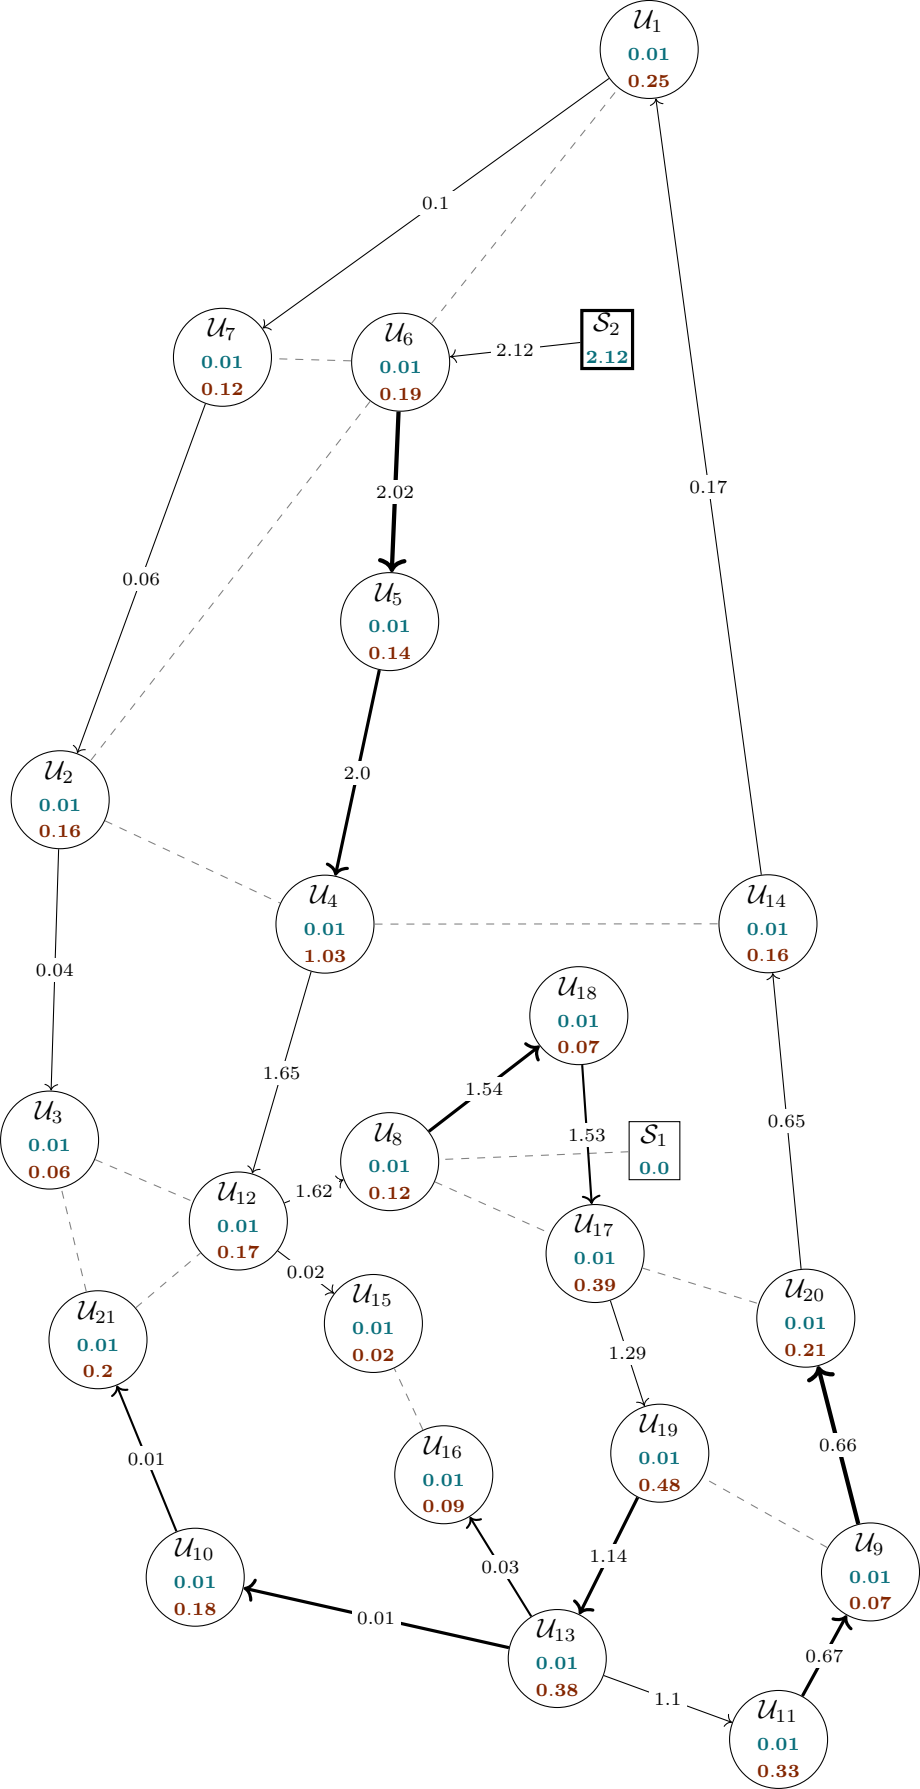 𝒰₁
0.01
0.25
0.1
𝒰₇
0.01
0.12
𝒰₆
0.01
0.19
2.12
𝒮₂
2.12
2.02
0.17
0.06
𝒰₅
0.01
0.14
2.0
𝒰₂
0.01
0.16
𝒰₄
0.01
1.03
𝒰₁₄
0.01
0.16
0.04
𝒰₁₈
0.01
0.07
1.65
1.54
𝒰₃
0.01
0.06
𝒰₈
0.01
0.12
1.53
𝒮₁
0.0
0.65
𝒰₁₂
0.01
0.17
1.62
𝒰₁₇
0.01
0.39
0.02
𝒰₂₁
0.01
0.2
𝒰₁₅
0.01
0.02
𝒰₂₀
0.01
0.21
1.29
0.01
𝒰₁₆
0.01
0.09
𝒰₁₉
0.01
0.48
0.66
𝒰₁₀
0.01
0.18
0.03
1.14
𝒰₉
0.01
0.07
0.01
𝒰₁₃
0.01
0.38
0.67
1.1
𝒰₁₁
0.01
0.33